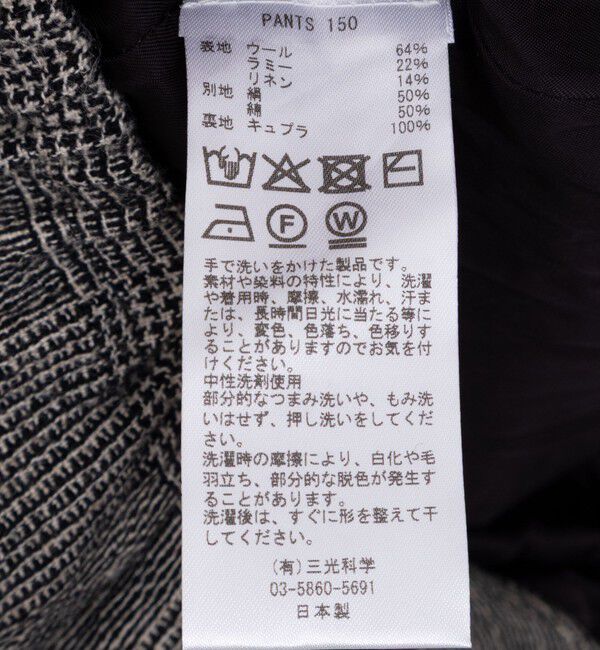 PANTS 150
表地 ウール 64%
ラミー 22%
リネン 14%
別地 絹 50%
綿 50%
裏地 キュプラ 100%
F W
手で洗いをかけた製品です。
素材や染料の特性により、洗濯
や着用時、摩擦、水濡れ、汗ま
たは、長時間日光に当たる等に
より、変色、色落ち、色移りす
ることがありますのでお気を付
けください。
中性洗剤使用
部分的なつまみ洗いや、もみ洗
いはせず、押し洗いをしてくだ
さい。
洗濯時の摩擦により、白化や毛
羽立ち、部分的な脱色が発生す
ることがあります。
洗濯後は、すぐに形を整えて干
してください。
(有)三光科学
03-5860-5691
日本製